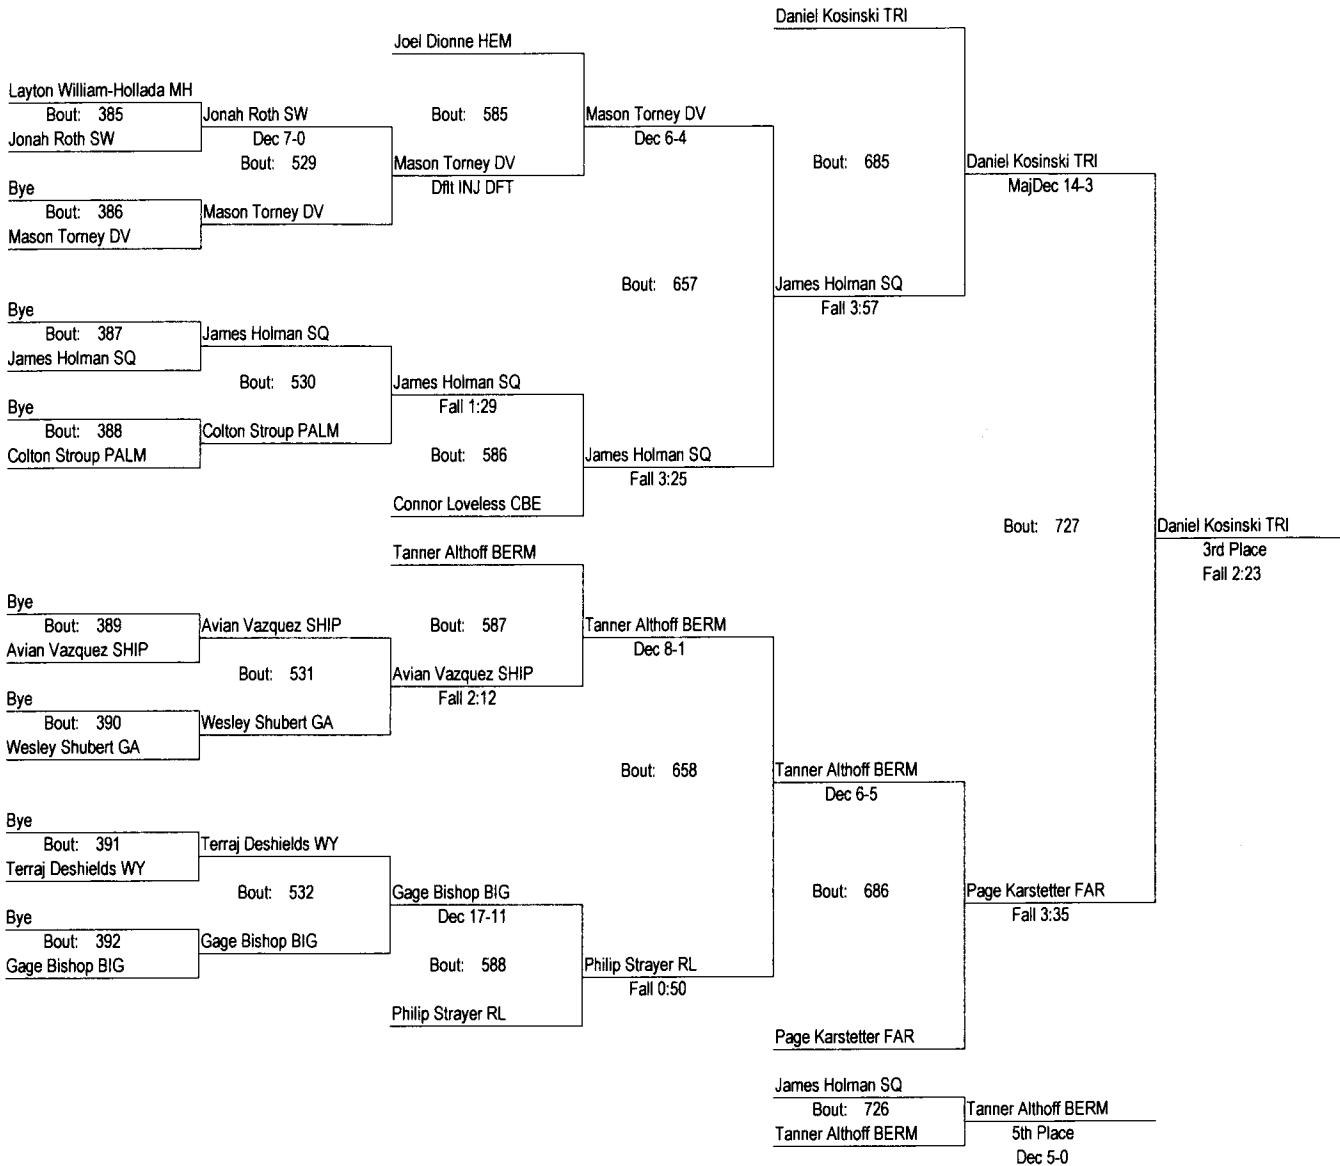 Daniel Kosinski TRI
Joel Dionne HEM
Layton William-Hollada MH
Bout: 385
Jonah Roth SW
Jonah Roth SW
Dec 7-0
Bout: 585
Mason Torney DV
Dec 6-4
Bout: 529
Mason Torney DV
Dflt INJ DFT
Bout: 685
Daniel Kosinski TRI
MajDec 14-3
Bye
Bout: 386
Mason Torney DV
Mason Torney DV
Bout: 657
James Holman SQ
Fall 3:57
Bye
Bout: 387
James Holman SQ
James Holman SQ
Bout: 530
James Holman SQ
Fall 1:29
Bye
Bout: 388
Colton Stroup PALM
Colton Stroup PALM
Bout: 586
James Holman SQ
Fall 3:25
Connor Loveless CBE
Bout: 727
Daniel Kosinski TRI
3rd Place
Fall 2:23
Tanner Althoff BERM
Bye
Bout: 389
Avian Vazquez SHIP
Avian Vazquez SHIP
Bout: 587
Tanner Althoff BERM
Dec 8-1
Bout: 531
Avian Vazquez SHIP
Fall 2:12
Bye
Bout: 390
Wesley Shubert GA
Wesley Shubert GA
Bout: 658
Tanner Althoff BERM
Dec 6-5
Bye
Bout: 391
Terraj Deshields WY
Terraj Deshields WY
Bout: 532
Gage Bishop BIG
Dec 17-11
Bout: 686
Page Karstetter FAR
Fall 3:35
Bye
Bout: 392
Gage Bishop BIG
Gage Bishop BIG
Bout: 588
Philip Strayer RL
Fall 0:50
Philip Strayer RL
Page Karstetter FAR
James Holman SQ
Bout: 726
Tanner Althoff BERM
Tanner Althoff BERM
5th Place
Dec 5-0